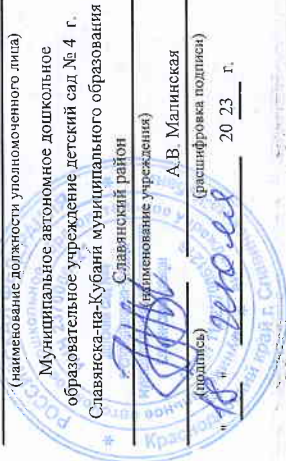 (наименование должности уполномоченного лица)
Муниципальное автономное дошкольное
образовательное учреждение детский сад № 4 г.
Славянска-на-Кубани муниципального образования
Славянский район
(наименование учреждения)
А.В. Малинская
(подпись) (расшифровка подписи)
" 18 " июля 20 23 г.